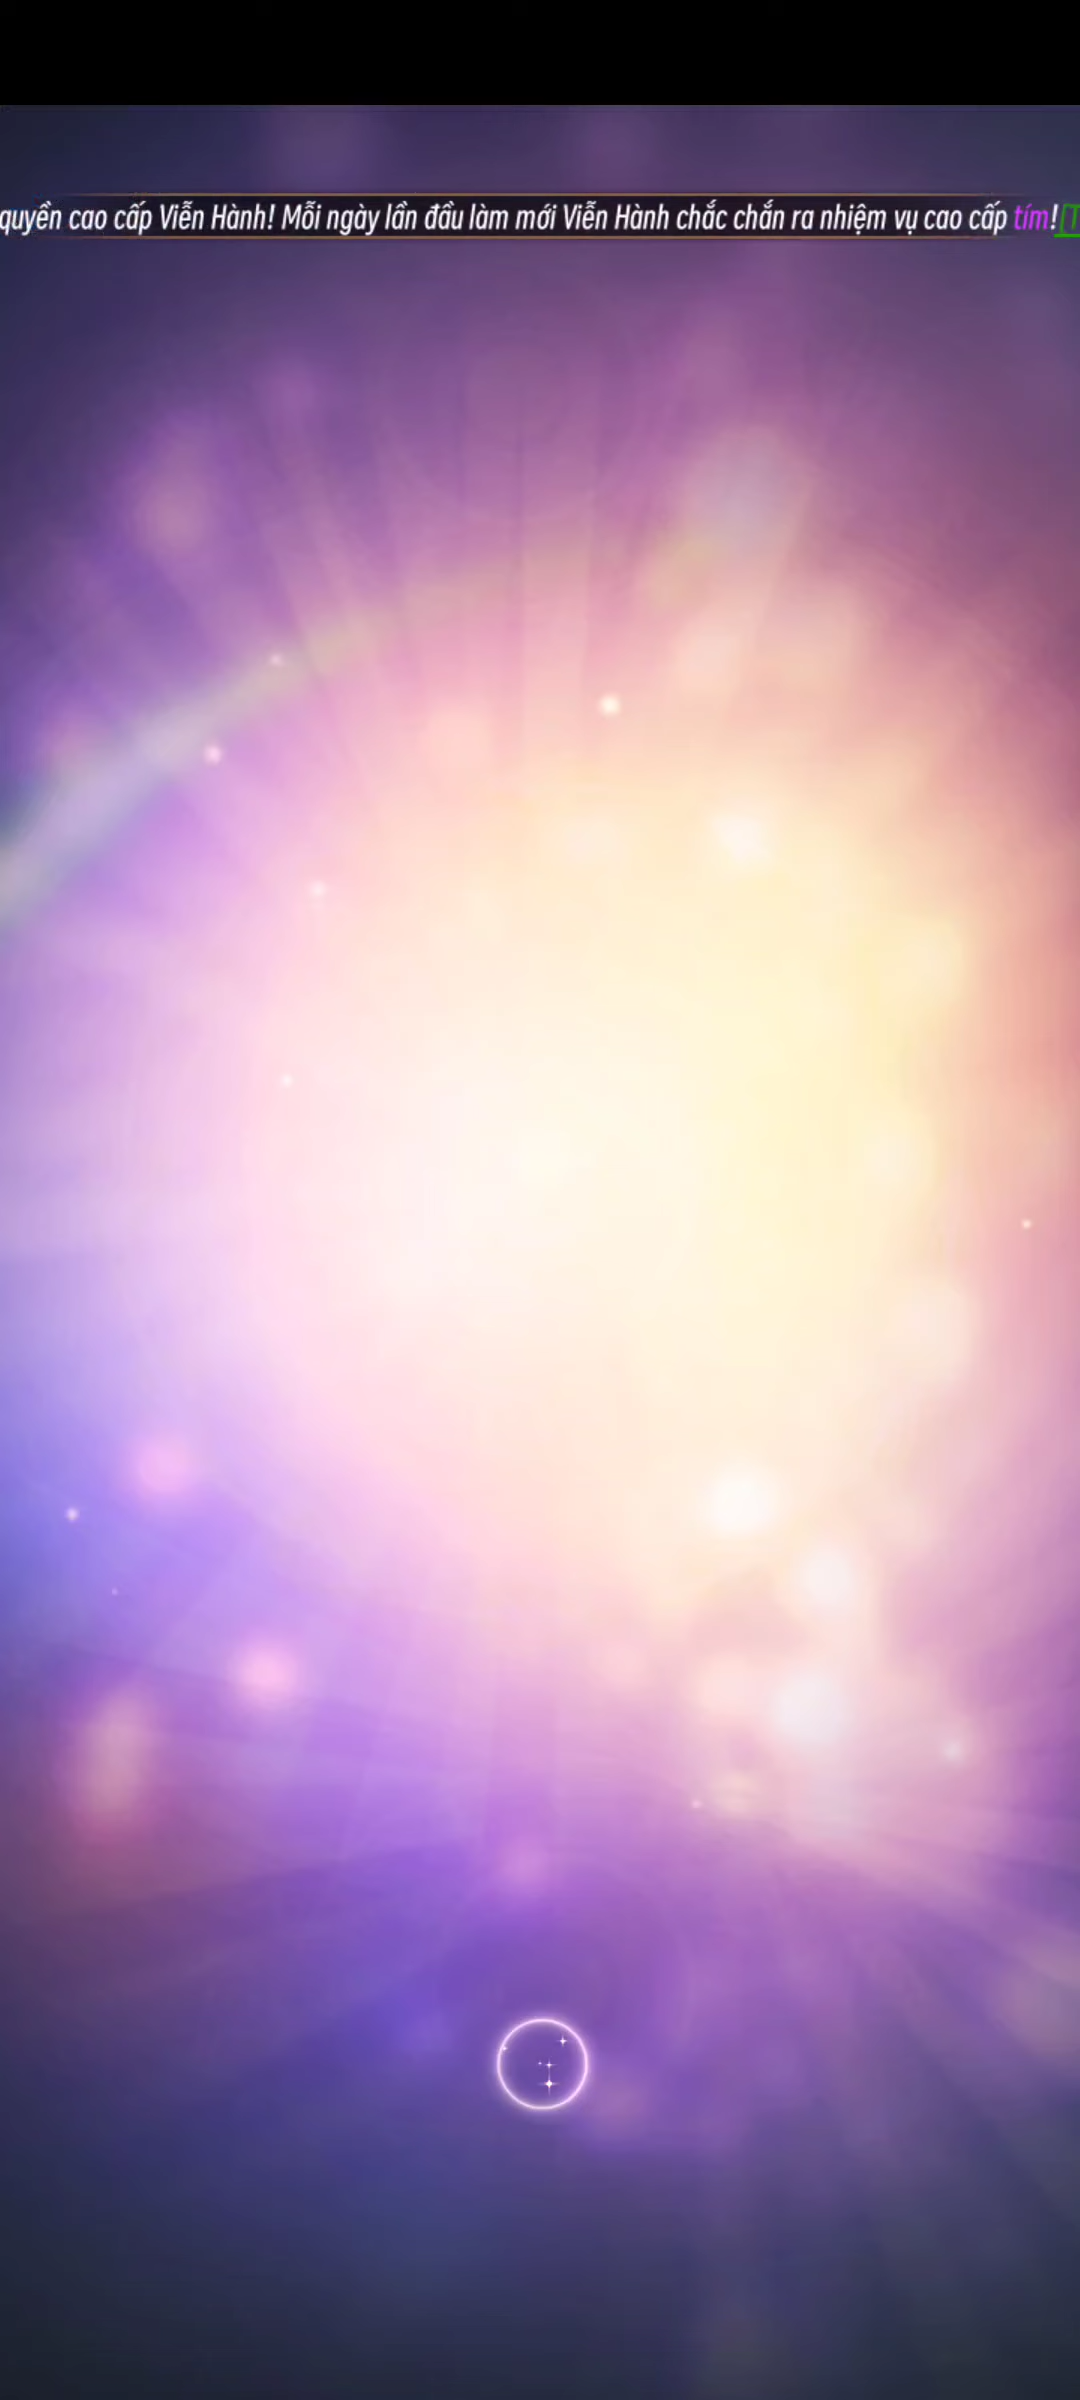 quyền cao cấp Viễn Hành! Mỗi ngày lần đầu làm mới Viễn Hành chắc chắn ra nhiệm vụ cao cấp tím!